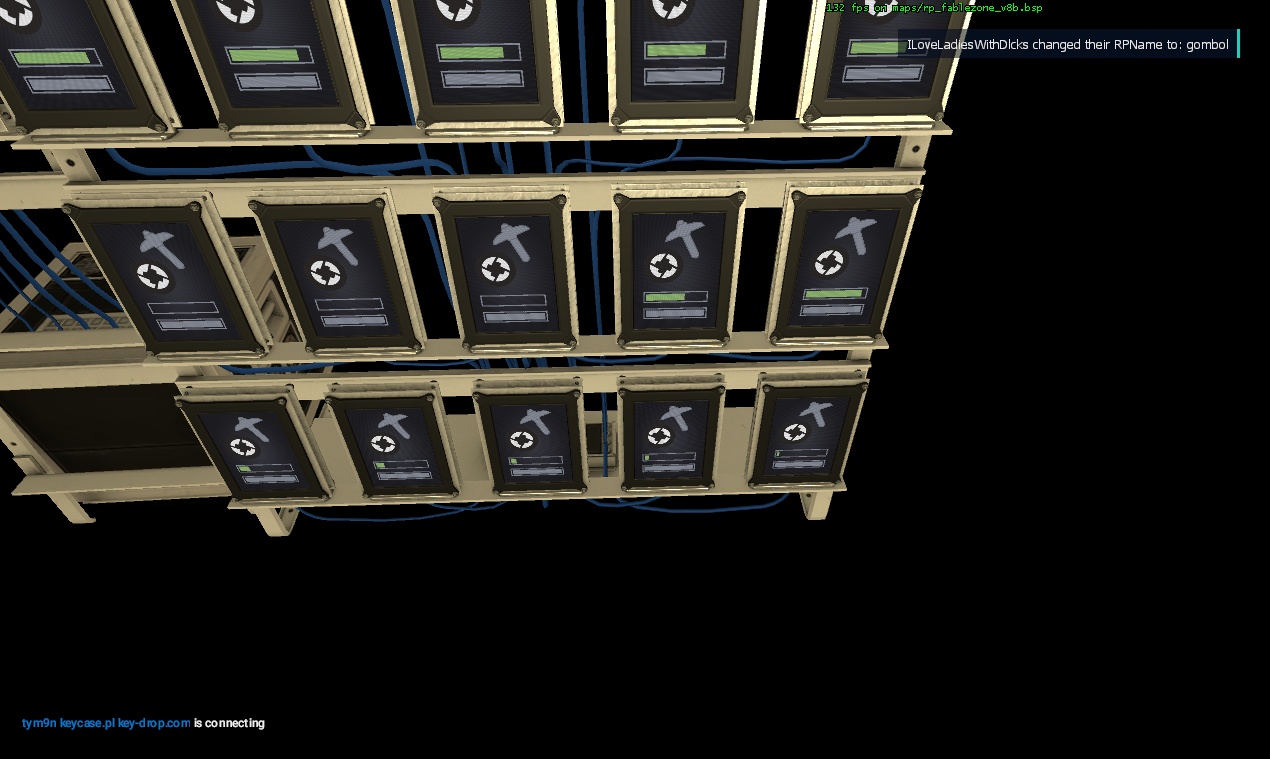 132 fps on maps/rp_fablezone_v8b.bsp
ILoveLadiesWithDIcks changed their RPName to: gombol
tym9n keycase.pl key-drop.com is connecting